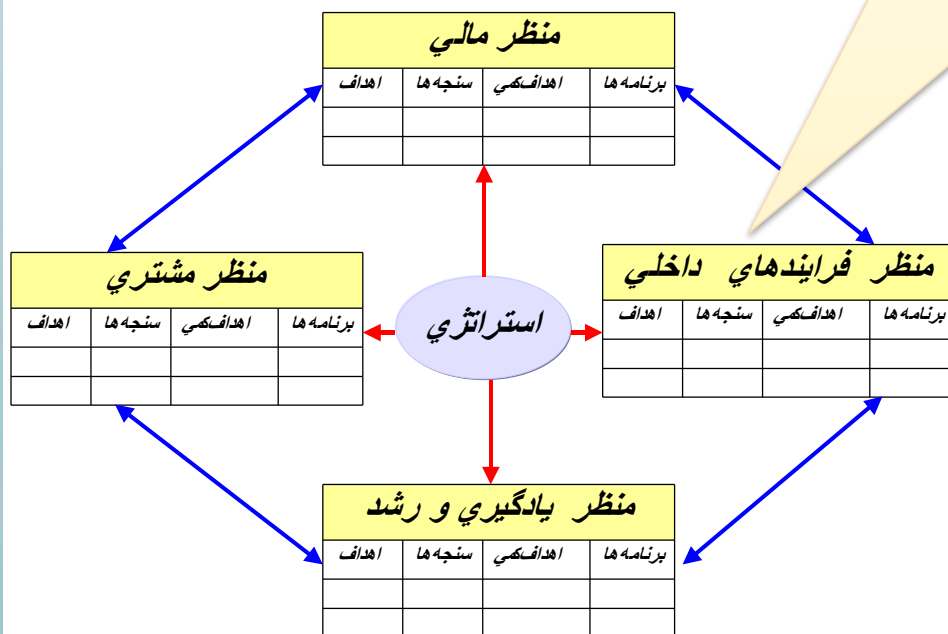 منظر مالي
برنامه ها اهداف کمي سنجه ها اهداف
منظر فرايندهاي داخلي
برنامه ها اهداف کمي سنجه ها اهداف
استراتژي
منظر مشتري
برنامه ها اهداف کمي سنجه ها اهداف
منظر يادگيري و رشد
برنامه ها اهداف کمي سنجه ها اهداف